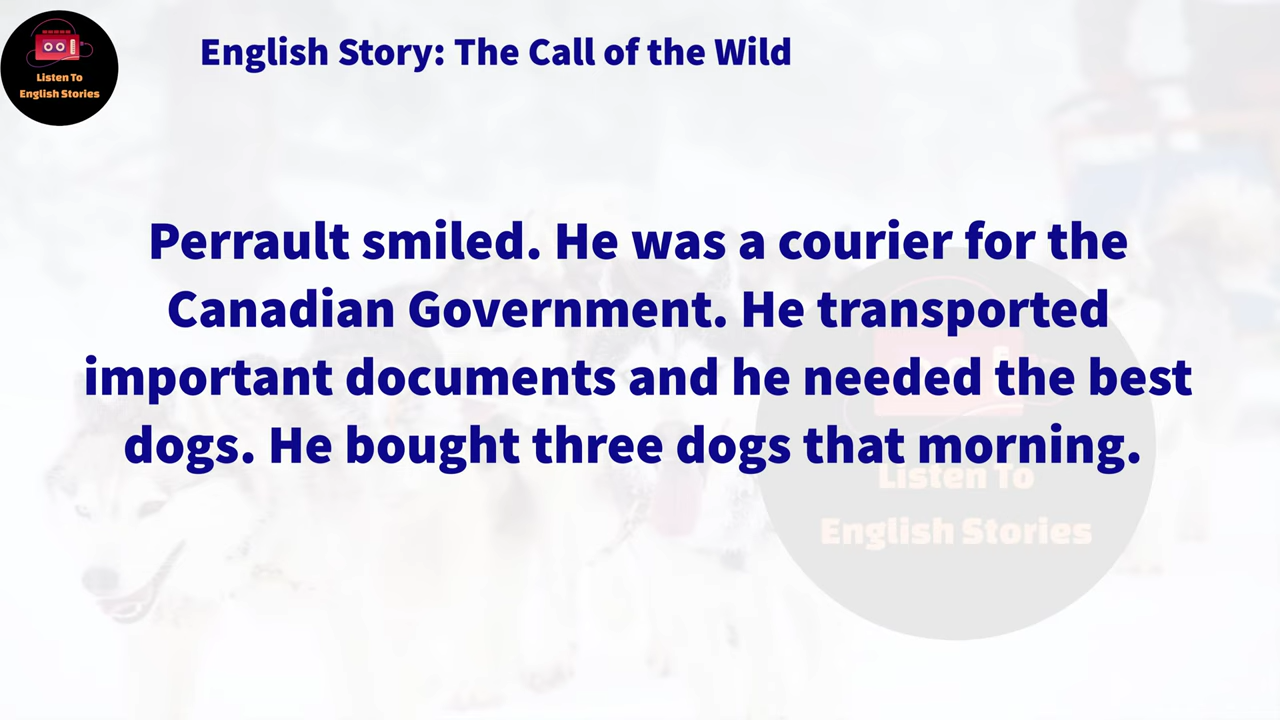 Listen To
English Stories
English Story: The Call of the Wild
Perrault smiled. He was a courier for the
Canadian Government. He transported
important documents and he needed the best
dogs. He bought three dogs that morning.
Listen To
English Stories